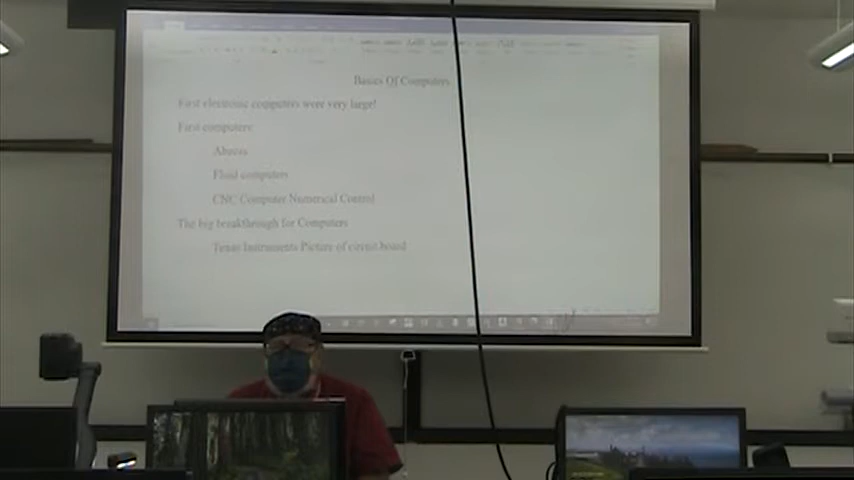 Basics Of Computers
First electronic computers were very large!
First computers:
Abacus
Fluid computers
CNC Computer Numerical Control
The big breakthrough for Computers
Texas Instruments Picture of circuit board